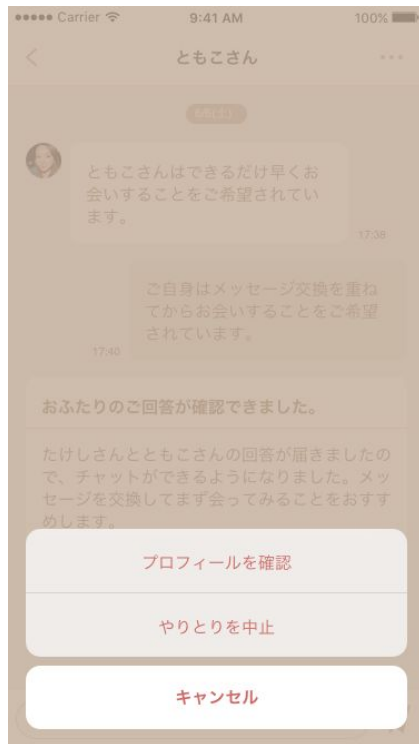 Carrier 9:41 AM 100%
ともこさん
6/5(土)
ともこさんはできるだけ早くお
会いすることをご希望されてい
ます。
17:38
ご自身はメッセージ交換を重ね
てからお会いすることをご希望
されています。
17:40
おふたりのご回答が確認できました。
たけしさんとともこさんの回答が届きましたの
で、チャットができるようになりました。メッ
セージを交換してまず会ってみることをおすす
めします。
プロフィールを確認
やりとりを中止
キャンセル